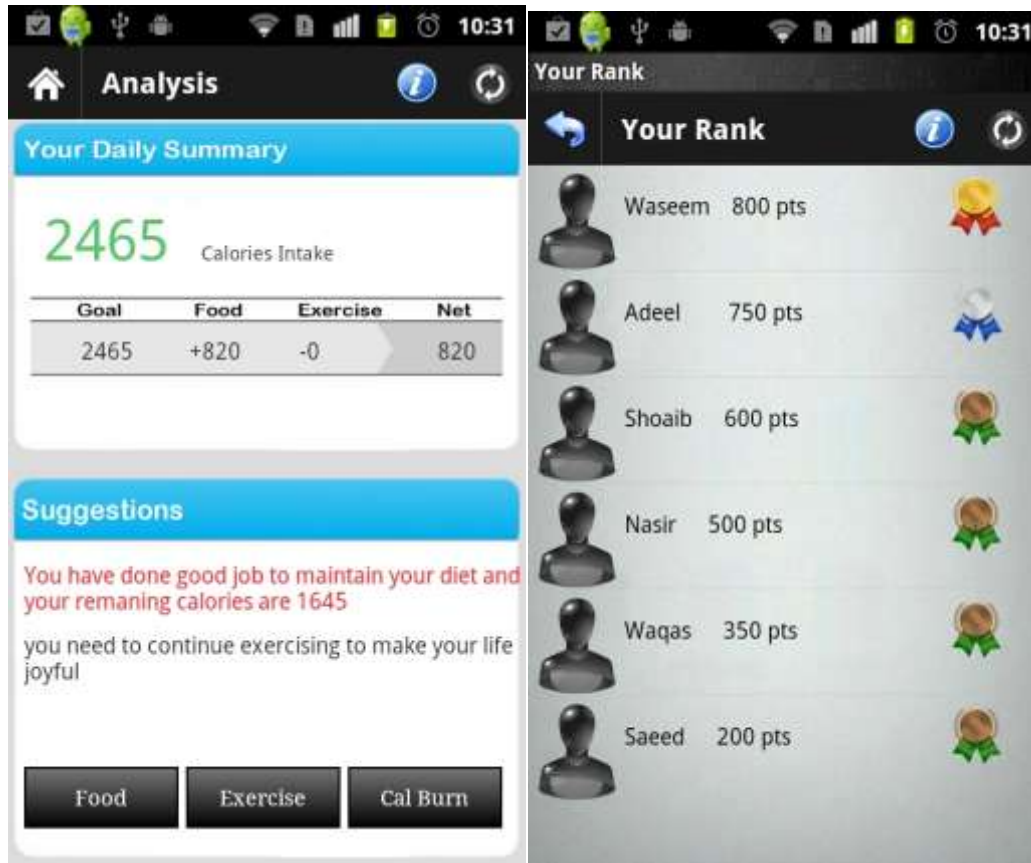 10:31
Analysis
Your Daily Summary
2465 Calories Intake
Goal Food Exercise Net
2465 +820 -0 820
Suggestions
You have done good job to maintain your diet and
your remaning calories are 1645
you need to continue exercising to make your life
joyful
Food Exercise Cal Burn
10:31
Your Rank
Your Rank
Waseem 800 pts
Adeel 750 pts
Shoaib 600 pts
Nasir 500 pts
Waqas 350 pts
Saeed 200 pts